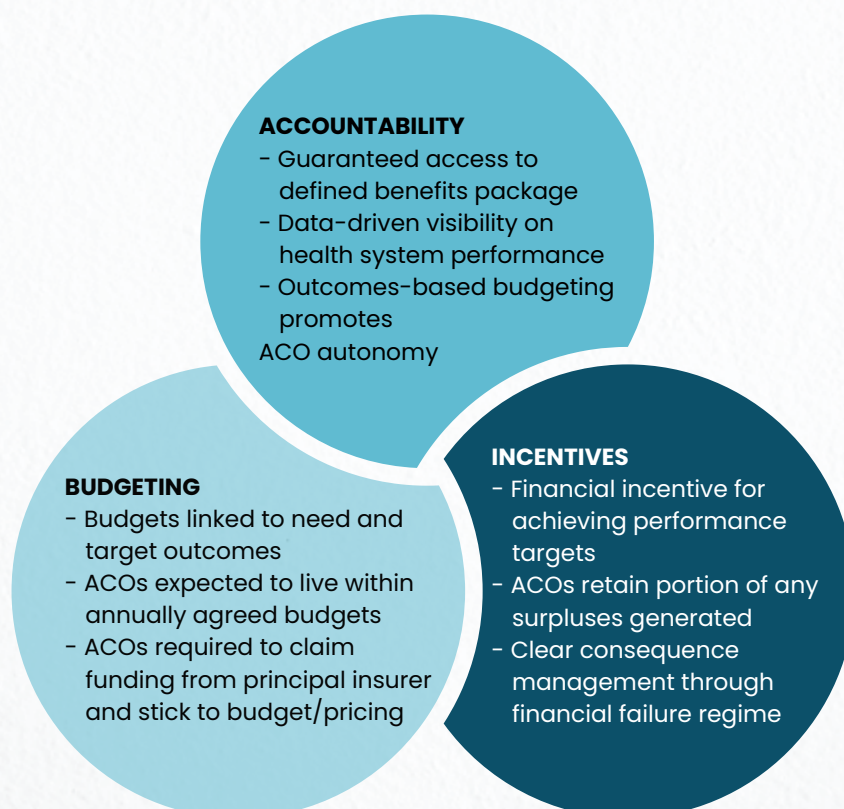 ACCOUNTABILITY
- Guaranteed access to
defined benefits package
- Data-driven visibility on
health system performance
- Outcomes-based budgeting
promotes
ACO autonomy
BUDGETING
- Budgets linked to need and
target outcomes
- ACOs expected to live within
annually agreed budgets
- ACOs required to claim
funding from principal insurer
and stick to budget/pricing
INCENTIVES
- Financial incentive for
achieving performance
targets
- ACOs retain portion of any
surpluses generated
- Clear consequence
management through
financial failure regime